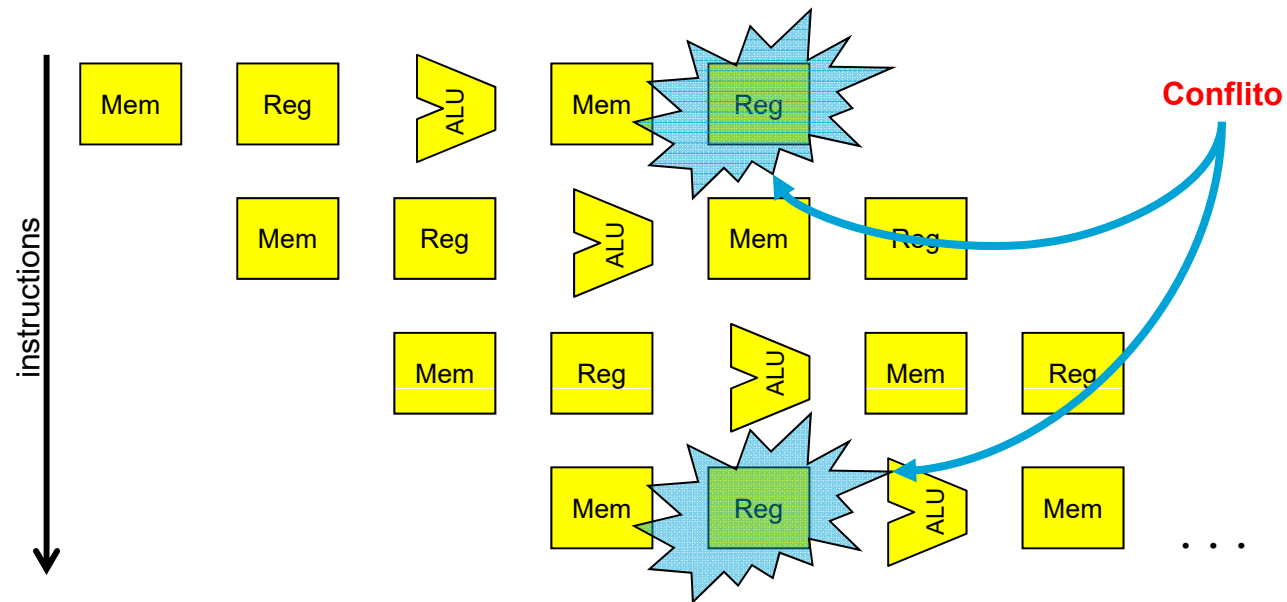 Mem Reg ALU Mem Reg
Conflito
Mem Reg ALU Mem Reg
instructions
Mem Reg ALU Mem Reg
Mem Reg ALU Mem . . .